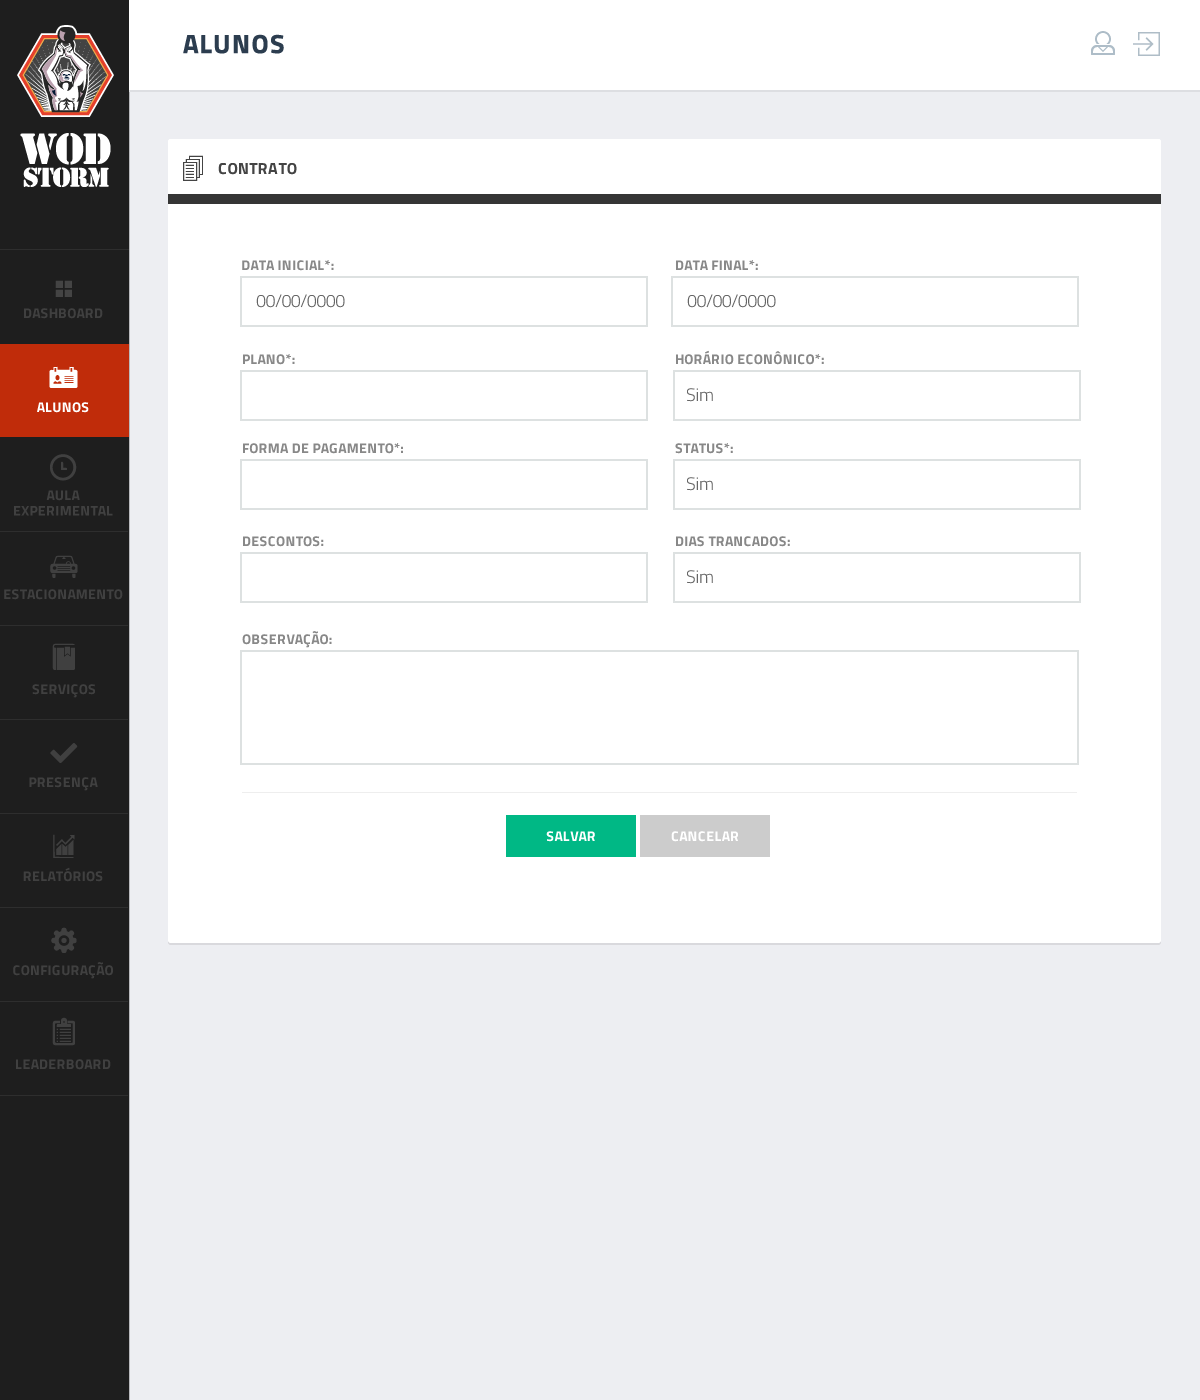 WOD
STORM
DASHBOARD
ALUNOS
AULA
EXPERIMENTAL
ESTACIONAMENTO
SERVIÇOS
PRESENÇA
RELATÓRIOS
CONFIGURAÇÃO
LEADERBOARD
ALUNOS
CONTRATO
DATA INICIAL*: DATA FINAL*:
00/00/0000 00/00/0000
PLANO*: HORÁRIO ECONÔNICO*:
Sim
FORMA DE PAGAMENTO*: STATUS*:
Sim
DESCONTOS: DIAS TRANCADOS:
Sim
OBSERVAÇÃO:
SALVAR CANCELAR